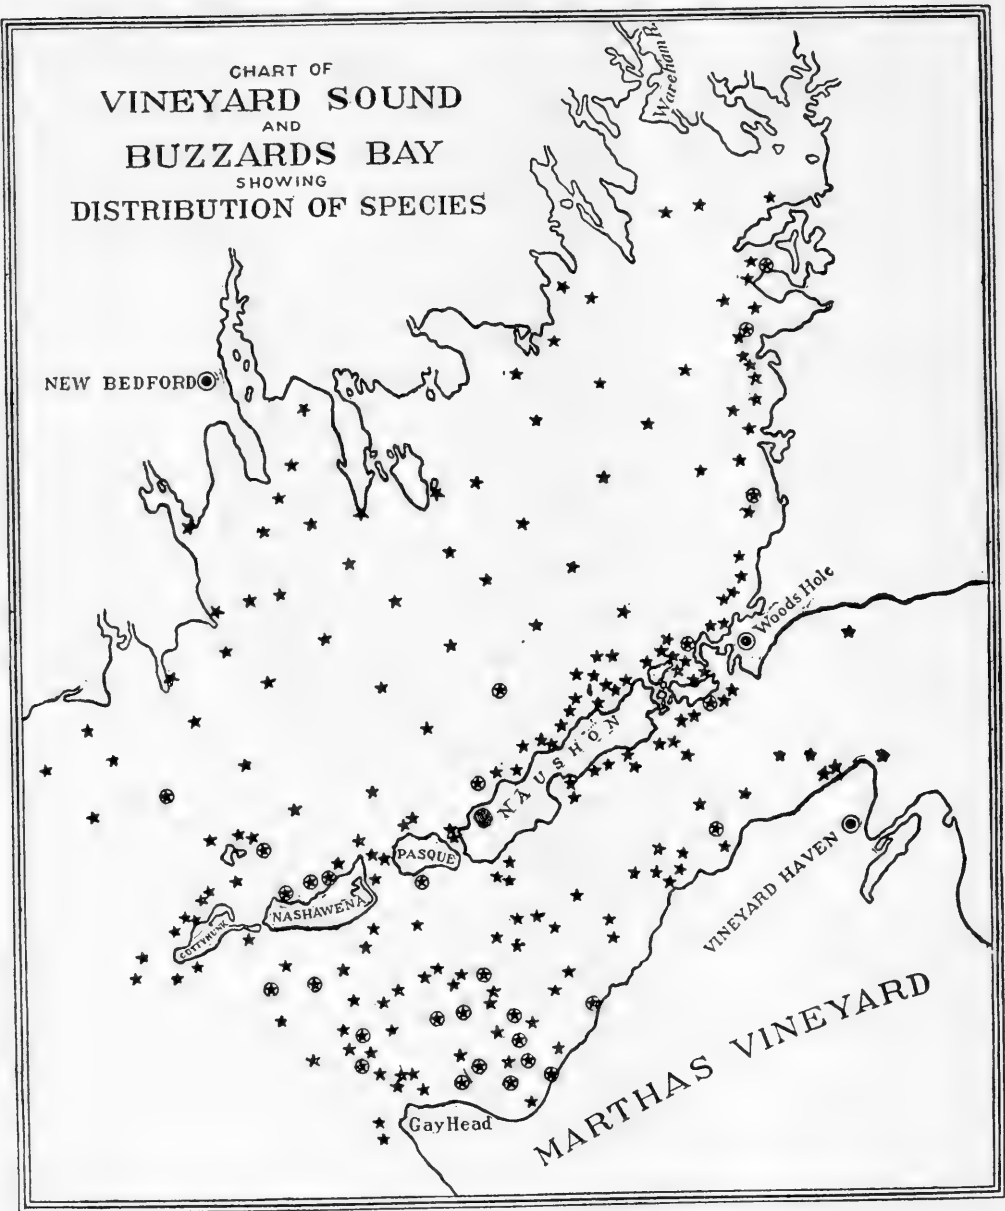 CHART OF
VINEYARD SOUND
AND
BUZZARDS BAY
SHOWING
DISTRIBUTION OF SPECIES
Wareham R.
NEW BEDFORD
Woods Hole
NAUSHON
PASQUE
NASHAWENA
CUTTYHUNK
VINEYARD HAVEN
MARTHAS VINEYARD
Gay Head